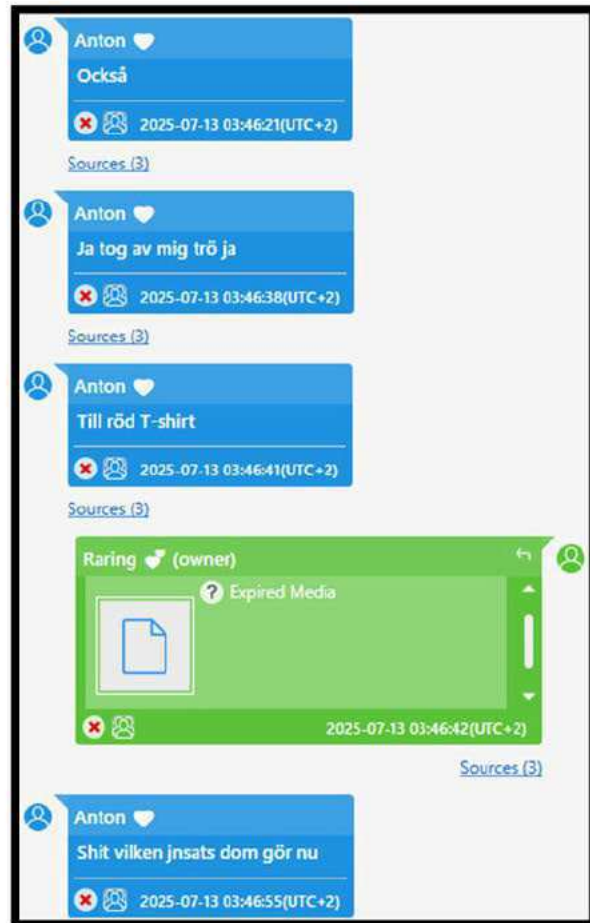 Anton
Också
2025-07-13 03:46:21(UTC+2)
Sources (3)
Anton
Ja tog av mig trö ja
2025-07-13 03:46:38(UTC+2)
Sources (3)
Anton
Till röd T-shirt
2025-07-13 03:46:41(UTC+2)
Sources (3)
Raring 💕 (owner)
? Expired Media
2025-07-13 03:46:42(UTC+2)
Sources (3)
Anton
Shit vilken jnsats dom gör nu
2025-07-13 03:46:55(UTC+2)